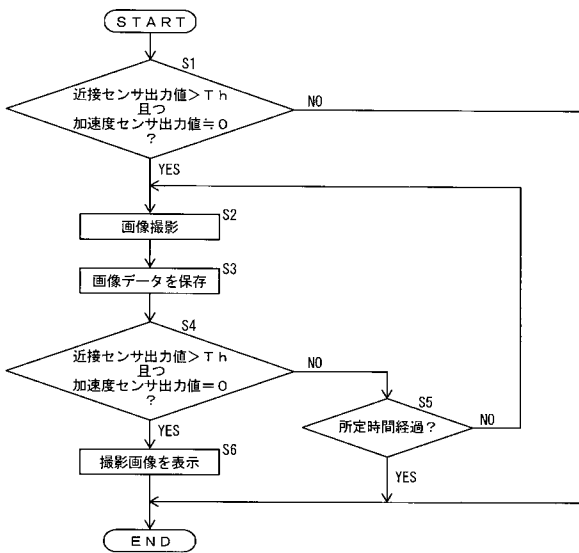 START
S1
近接センサ出力値>Th
且つ
加速度センサ出力値≒0
?
NO
YES
S2
画像撮影
S3
画像データを保存
S4
近接センサ出力値>Th
且つ
加速度センサ出力値=0
?
NO
YES
S5
所定時間経過?
NO
YES
S6
撮影画像を表示
END